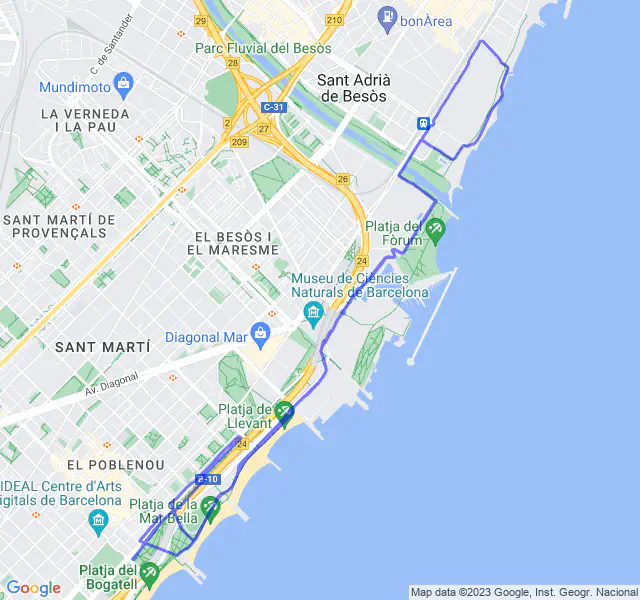 C. de Santander
29
210
bonÀrea
Parc Fluvial del Besòs
28
Sant Adrià
de Besòs
Mundimoto
C-31
LA VERNEDA
I LA PAU
2
27
209
26
SANT MARTÍ DE
PROVENÇALS
EL BESÒS I
EL MARESME
Platja del
Fòrum
24
Museu de Ciències
Naturals de Barcelona
Diagonal Mar
SANT MARTÍ
Av. Diagonal
Platja de
Llevant
24
EL POBLENOU
B-10
IDEAL Centre d'Arts
Digitals de Barcelona
Platja de la
Mar Bella
Platja del
Bogatell
Google
Map data ©2023 Google, Inst. Geogr. Nacional